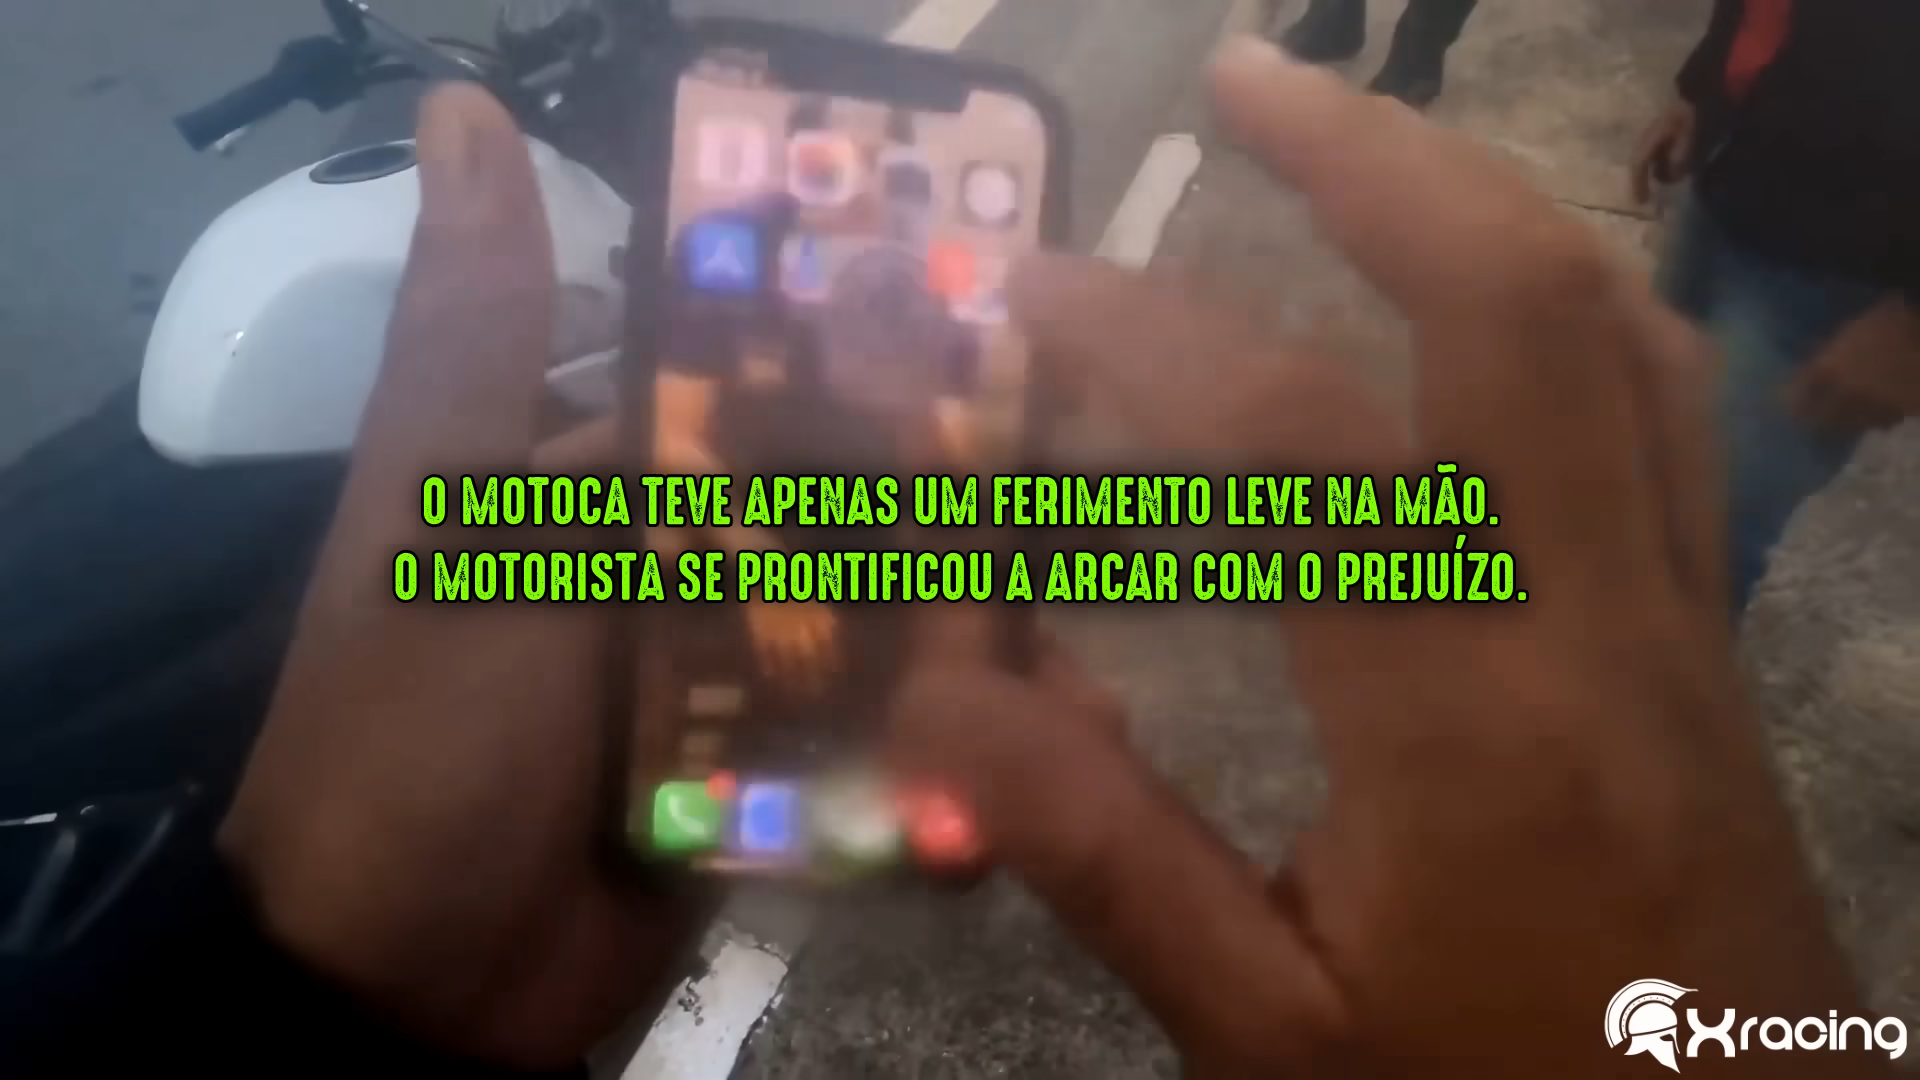 O MOTOCA TEVE APENAS UM FERIMENTO LEVE NA MÃO.
O MOTORISTA SE PRONTIFICOU A ARCAR COM O PREJUÍZO.
Xracing